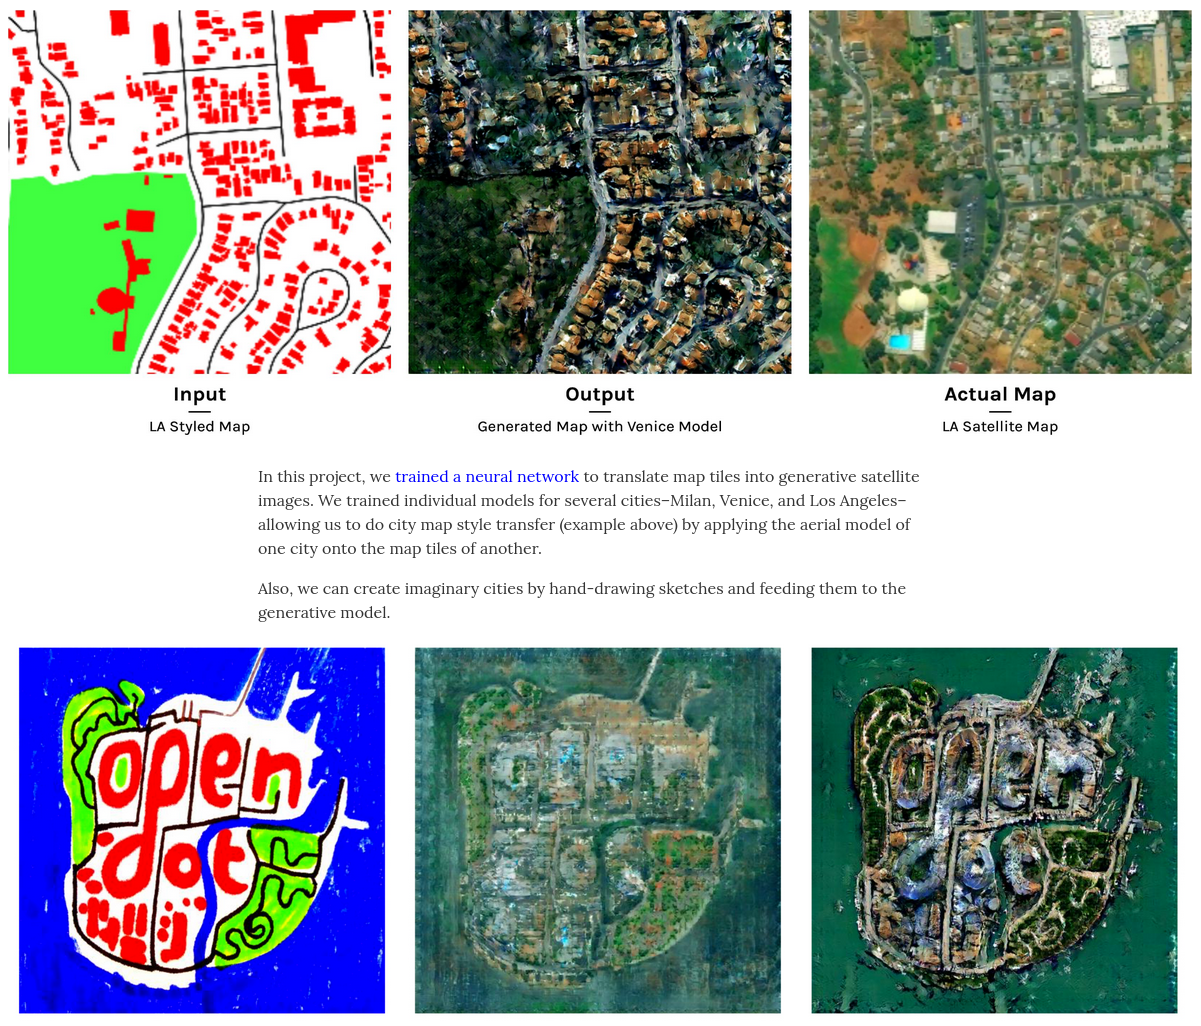 Input
LA Styled Map
Output
Generated Map with Venice Model
Actual Map
LA Satellite Map
In this project, we trained a neural network to translate map tiles into generative satellite
images. We trained individual models for several cities–Milan, Venice, and Los Angeles–
allowing us to do city map style transfer (example above) by applying the aerial model of
one city onto the map tiles of another.
Also, we can create imaginary cities by hand-drawing sketches and feeding them to the
generative model.
open
dot
open
dot